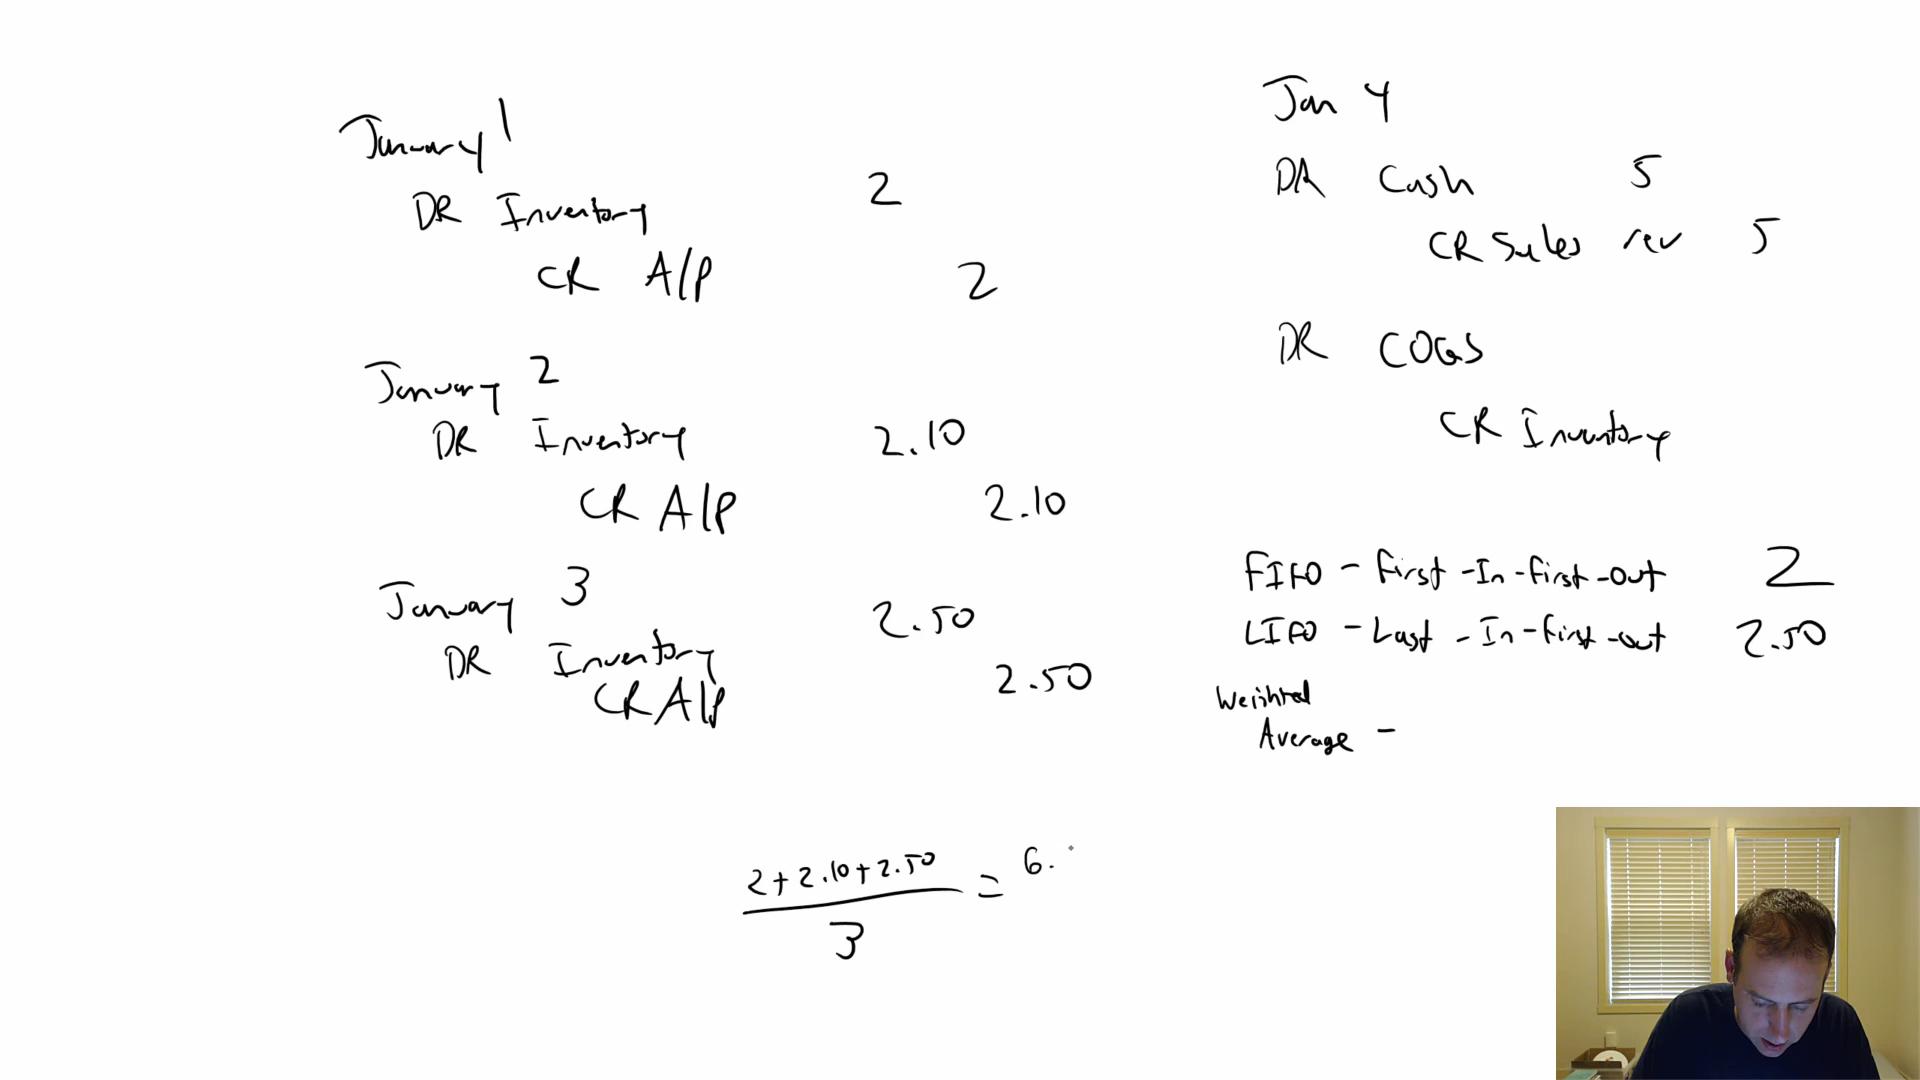 January 1
DR Inventory 2
CR A/P 2
January 2
DR Inventory 2.10
CR A/P 2.10
January 3
DR Inventory 2.50
CR A/P 2.50
2 + 2.10 + 2.50 = 6.
3
Jan 4
DR Cash 5
CR Sales rev 5
DR COGS
CR Inventory
FIFO - First - In - first - Out 2
LIFO - Last - In - first - out 2.50
Weighted
Average -